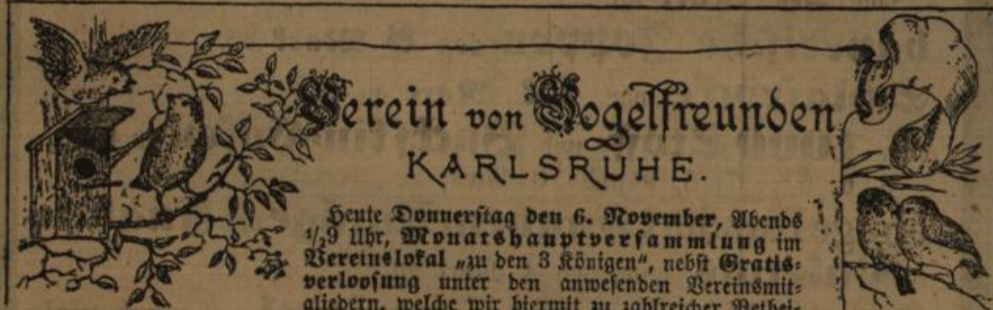 Verein von Vogelfreunden
KARLSRUHE.
Heute Donnerstag den 6. November, Abends
1/2 9 Uhr, Monatshauptversammlung im
Vereinslokal „zu den 3 Königen“, nebst Gratis-
verloosung unter den anwesenden Vereinsmit-
gliedern, welche wir hiermit zu zahlreicher Bethei-